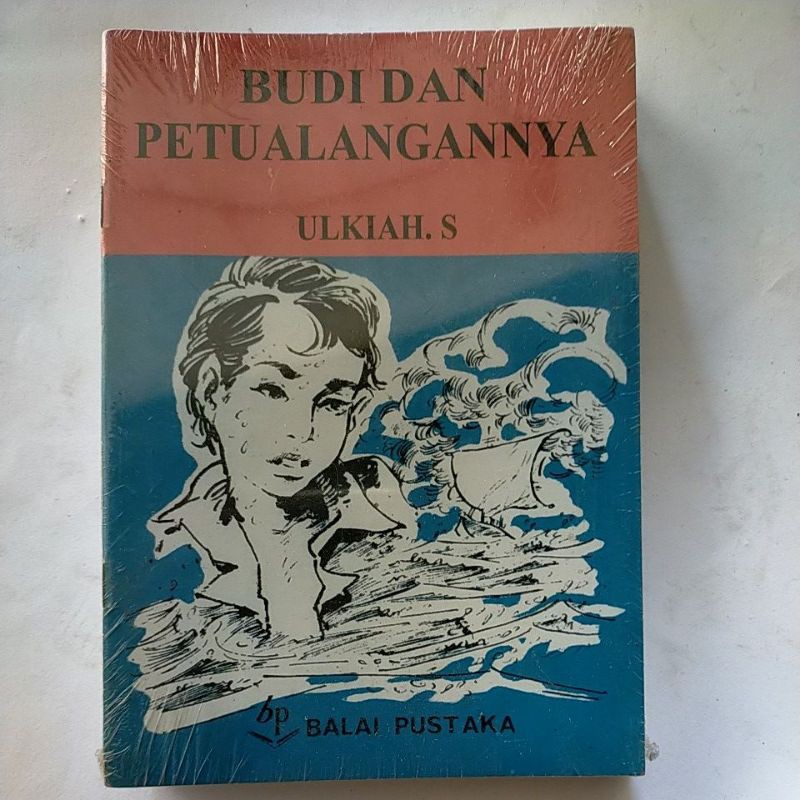 BUDI DAN
PETUALANGANNYA
ULKIAH. S
bp BALAI PUSTAKA